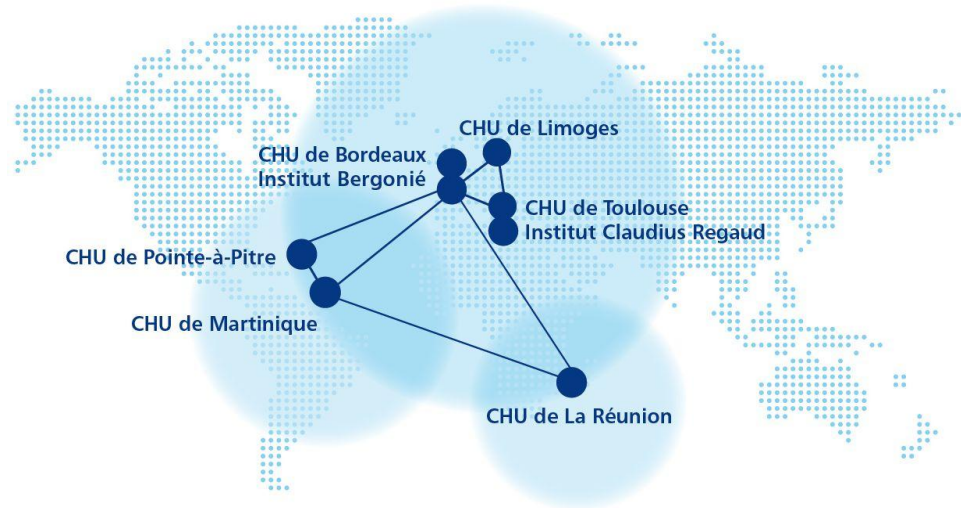 CHU de Limoges
CHU de Bordeaux
Institut Bergonié
CHU de Toulouse
Institut Claudius Regaud
CHU de Pointe-à-Pitre
CHU de Martinique
CHU de La Réunion